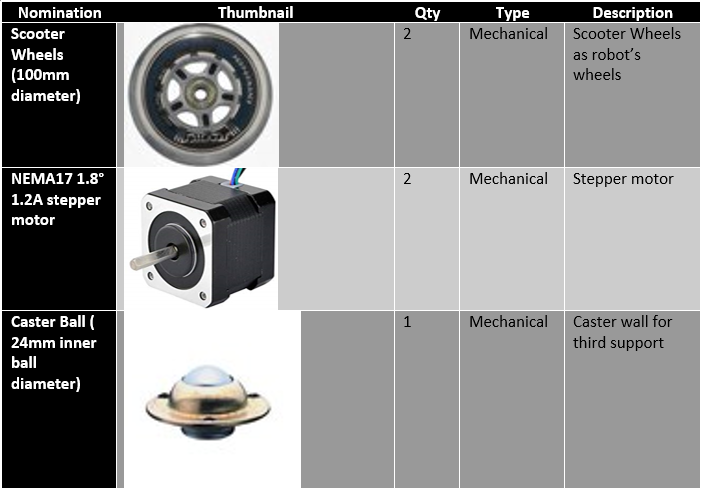 Nomination Thumbnail Qty Type Description
Scooter
Wheels
(100mm
diameter)
2
Mechanical
Scooter Wheels
as robot’s
wheels
NEMA17 1.8°
1.2A stepper
motor
2
Mechanical
Stepper motor
Caster Ball (
24mm inner
ball
diameter)
1
Mechanical
Caster wall for
third support